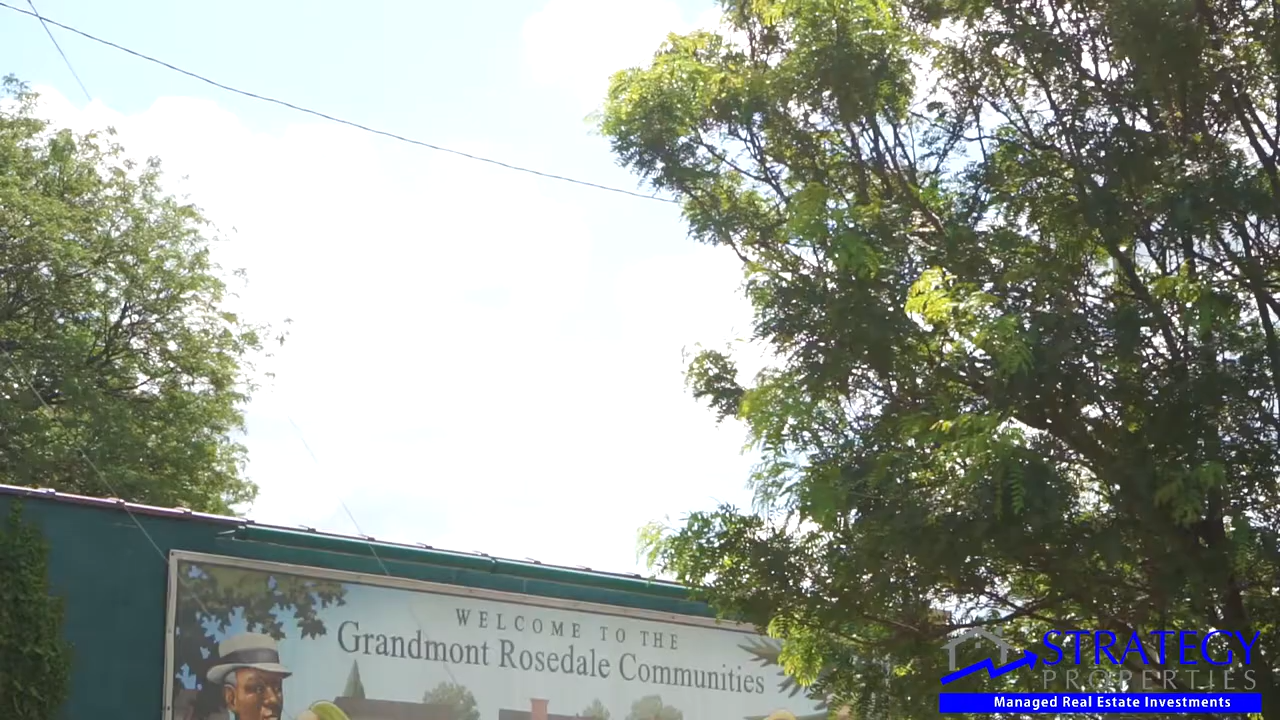 WELCOME TO THE
Grandmont Rosedale Communities
STRATEGY
PROPERTIES
Managed Real Estate Investments